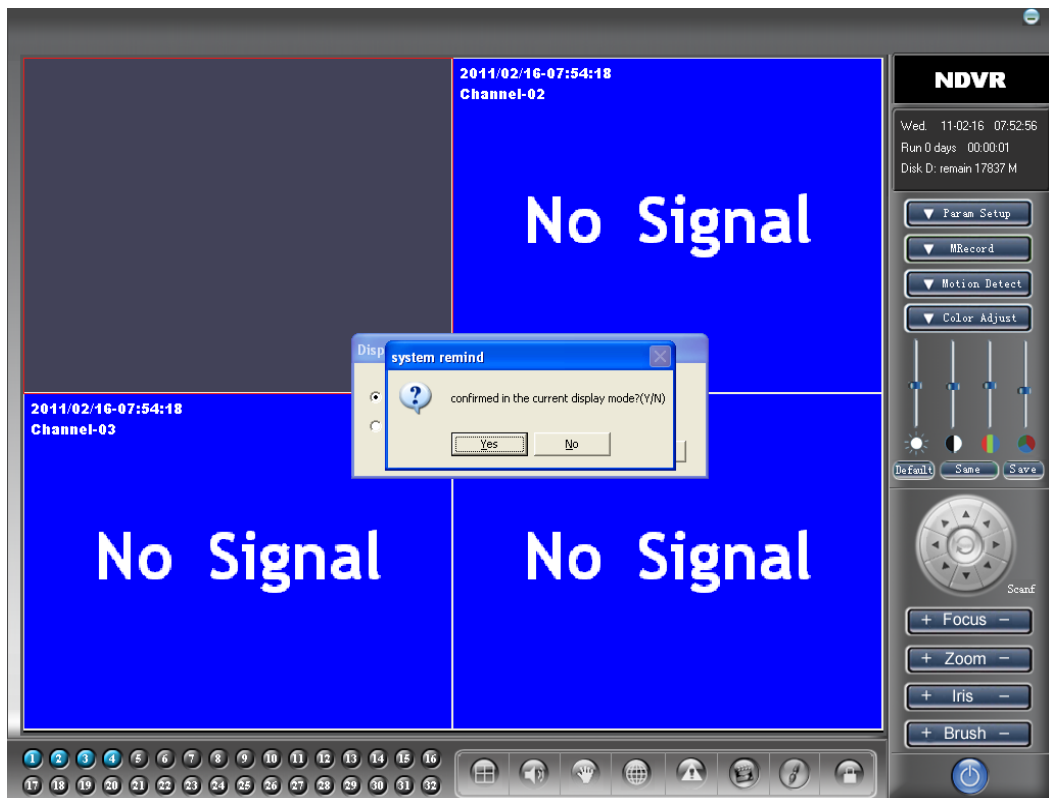 2011/02/16-07:54:18
Channel-02
No Signal
NDVR
Wed. 11-02-16 07:52:56
Run 0 days 00:00:01
Disk D: remain 17837 M
Param Setup
MRecord
Motion Detect
Color Adjust
Disp
system remind
confirmed in the current display mode?(Y/N)
Yes No
2011/02/16-07:54:18
Channel-03
No Signal
No Signal
Default Same Save
Scanf
+ Focus -
+ Zoom -
+ Iris -
+ Brush -
1 2 3 4 5 6 7 8 9 10 11 12 13 14 15 16
17 18 19 20 21 22 23 24 25 26 27 28 29 30 31 32